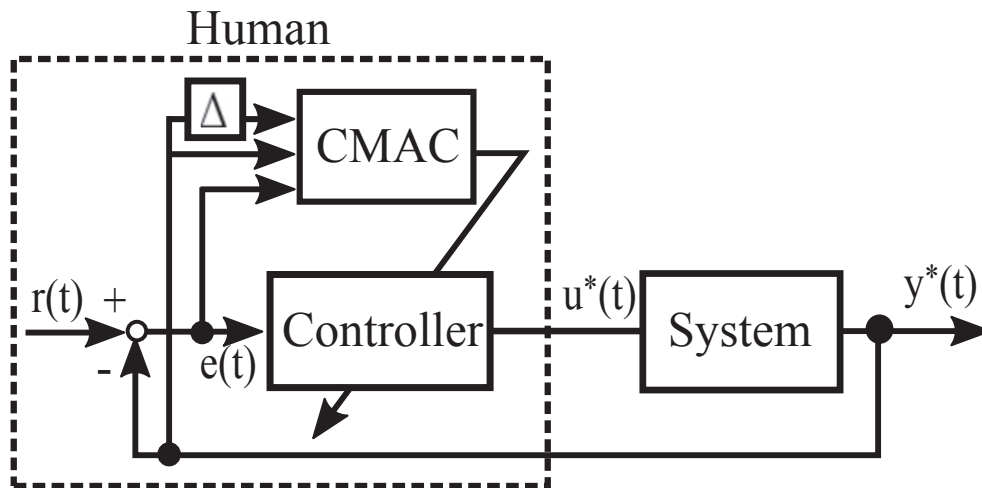 Human
Δ
CMAC
r(t)
+
-
e(t)
Controller
u*(t)
System
y*(t)